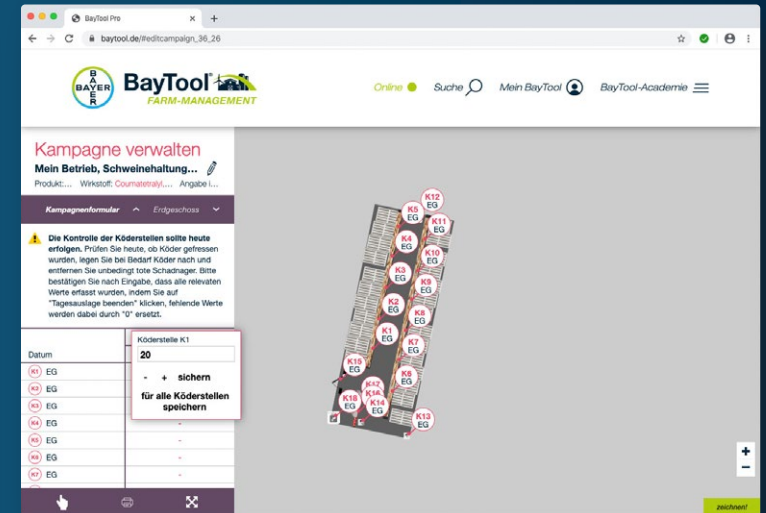 BayTool Pro
baytool.de/#editcampaign_36_26
BAYER
BAYER
BayTool
FARM-MANAGEMENT
Online
Suche
Mein BayTool
BayTool-Academie
Kampagne verwalten
Mein Betrieb, Schweinehaltung...
Produkt:... Wirkstoff: Coumatetralyl,... Angabe i...
Kampagnenformular
Erdgeschoss
Die Kontrolle der Köderstellen sollte heute
erfolgen. Prüfen Sie heute, ob Köder gefressen
wurden, legen Sie bei Bedarf Köder nach und
entfernen Sie unbedingt tote Schadnager. Bitte
bestätigen Sie nach Eingabe, dass alle relevaten
Werte erfasst wurden, indem Sie auf
"Tagesauslage beenden" klicken, fehlende Werte
werden dabei durch "0" ersetzt.
Köderstelle K1
20
- + sichern
für alle Köderstellen
speichern
Datum
K1 EG
K2 EG
K3 EG
K4 EG -
K5 EG -
K6 EG -
K7 EG -
K12
EG
K5
EG
K11
EG
K4
EG
K10
EG
K3
EG
K9
EG
K2
EG
K8
EG
K1
EG
K7
EG
K15
EG
K6
EG
K17
K16
K18
EG
K14
EG
K13
EG
+
-
zeichnen!